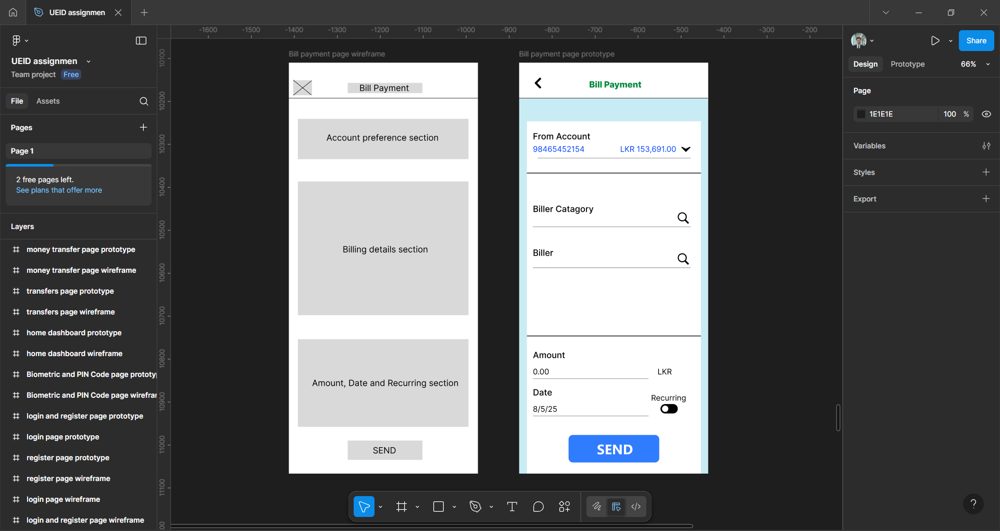 UEID assignmen
UEID assignmen
Team project Free
File Assets
Pages
Page 1
2 free pages left.
See plans that offer more
Layers
money transfer page prototype
money transfer page wireframe
transfers page prototype
transfers page wireframe
home dashboard prototype
home dashboard wireframe
Biometric and PIN Code page prototy
Biometric and PIN Code page wirefra
login and register page prototype
login page prototype
register page prototype
register page wireframe
login page wireframe
login and register page wireframe
-1600 -1500 -1400 -1300 -1200 -1100 -1000 -900 -800 -700 -600 -500 -400 -300 -200
10100
10200
10300
10400
10500
10600
10700
10800
10900
11000
11100
00
Bill payment page wireframe
Bill Payment
Account preference section
Billing details section
Amount, Date and Recurring section
SEND
Bill payment page prototype
Bill Payment
From Account
98465452154 LKR 153,691.00
Biller Catagory
Biller
Amount
0.00 LKR
Date
Recurring
8/5/25
SEND
Share
Design Prototype 66%
Page
1E1E1E 100 %
Variables
Styles
Export
?